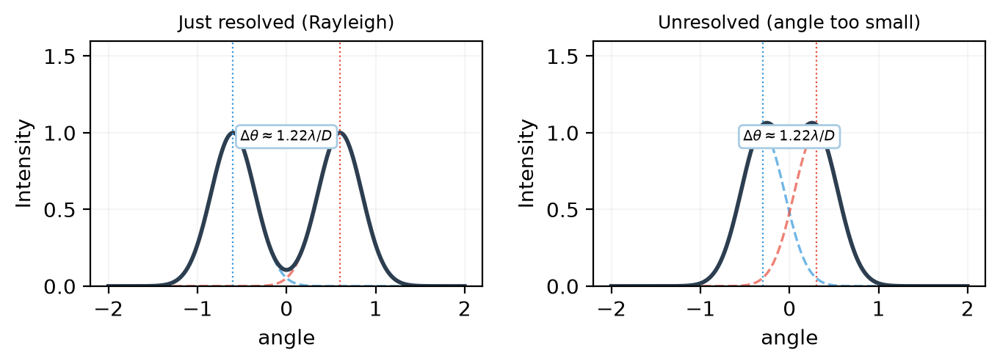 Just resolved (Rayleigh)
Intensity
1.5
1.0
0.5
0.0
Δθ ≈ 1.22λ/D
−2
−1
0
1
2
angle
Unresolved (angle too small)
Intensity
1.5
1.0
0.5
0.0
Δθ ≈ 1.22λ/D
−2
−1
0
1
2
angle